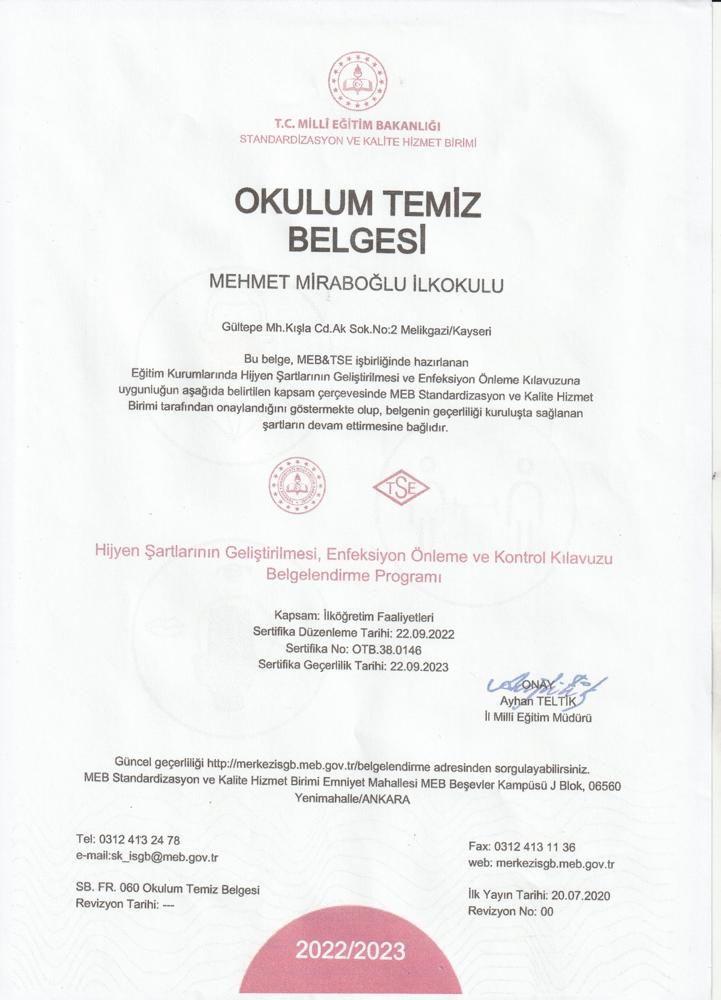 T.C. MİLLÎ EĞİTİM BAKANLIĞI
STANDARDİZASYON VE KALİTE HİZMET BİRİMİ
OKULUM TEMİZ
BELGESİ
MEHMET MİRABOĞLU İLKOKULU
Gültepe Mh.Kışla Cd.Ak Sok.No:2 Melikgazi/Kayseri
Bu belge, MEB&TSE işbirliğinde hazırlanan
Eğitim Kurumlarında Hijyen Şartlarının Geliştirilmesi ve Enfeksiyon Önleme Kılavuzuna
uygunluğun aşağıda belirtilen kapsam çerçevesinde MEB Standardizasyon ve Kalite Hizmet
Birimi tarafından onaylandığını göstermekte olup, belgenin geçerliliği kuruluşta sağlanan
şartların devam ettirmesine bağlıdır.
TÜRKİYE CUMHURİYETİ MİLLÎ EĞİTİM BAKANLIĞI
TSE
Hijyen Şartlarının Geliştirilmesi, Enfeksiyon Önleme ve Kontrol Kılavuzu
Belgelendirme Programı
Kapsam: İlköğretim Faaliyetleri
Sertifika Düzenleme Tarihi: 22.09.2022
Sertifika No: OTB.38.0146
Sertifika Geçerlilik Tarihi: 22.09.2023
ONAY
Ayhan TELTİK
İl Milli Eğitim Müdürü
Güncel geçerliliği http://merkezisgb.meb.gov.tr/belgelendirme adresinden sorgulayabilirsiniz.
MEB Standardizasyon ve Kalite Hizmet Birimi Emniyet Mahallesi MEB Beşevler Kampüsü J Blok, 06560
Yenimahalle/ANKARA
Tel: 0312 413 24 78
e-mail:sk_isgb@meb.gov.tr
Fax: 0312 413 11 36
web: merkezisgb.meb.gov.tr
SB. FR. 060 Okulum Temiz Belgesi
Revizyon Tarihi: ---
İlk Yayın Tarihi: 20.07.2020
Revizyon No: 00
2022/2023